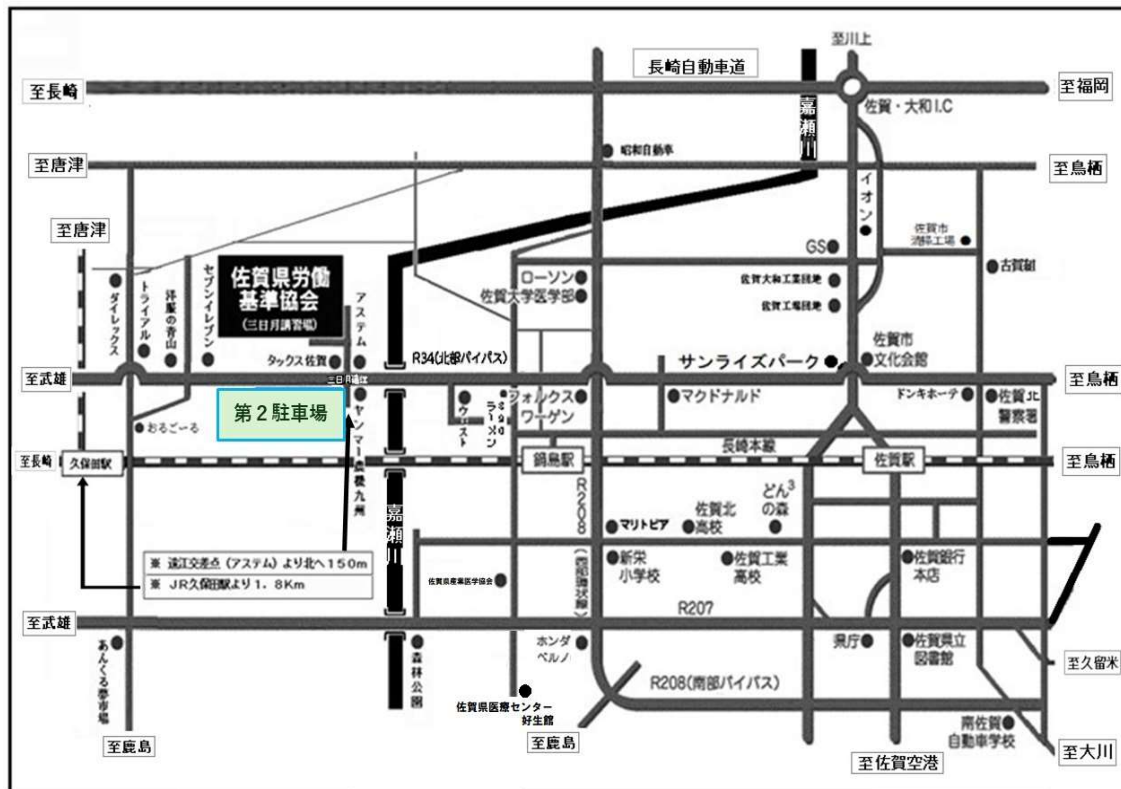 至川上
長崎自動車道
至長崎
至福岡
嘉瀬川
佐賀・大和I.C
昭和自動車
至唐津
至鳥栖
イオン
至唐津
佐賀市
清掃工場
GS
古賀組
佐賀県労働
基準協会
(三日月講習場)
ローソン
佐賀大学医学部
佐賀大和工業団地
佐賀工業団地
ダイレックス
トライアル
洋服の青山
セブンイレブン
アステム
タックス佐賀
R34(北部バイパス)
サンライズパーク
佐賀市
文化会館
至武雄
至鳥栖
第2駐車場
ヤンマー農機九州
おるごーる
ウエスト
ラーメン
フォルクス
ワーゲン
マクドナルド
ドンキホーテ
佐賀北
警察署
長崎本線
至長崎
久保田駅
鍋島駅
佐賀駅
至鳥栖
R208
(西部環状線)
マリトピア
佐賀北
高校
どん3
の森
嘉瀬川
新栄
小学校
佐賀工業
高校
佐賀銀行
本店
※ 遠江交差点(アステム)より北へ150m
※ JR久保田駅より1.8Km
佐賀県産業医学協会
R207
至武雄
あんくる夢市場
森林公園
ホンダ
ベルノ
県庁
佐賀県立
図書館
至久留米
R208(南部バイパス)
佐賀県医療センター
好生館
南佐賀
自動車学校
至鹿島
至鹿島
至佐賀空港
至大川